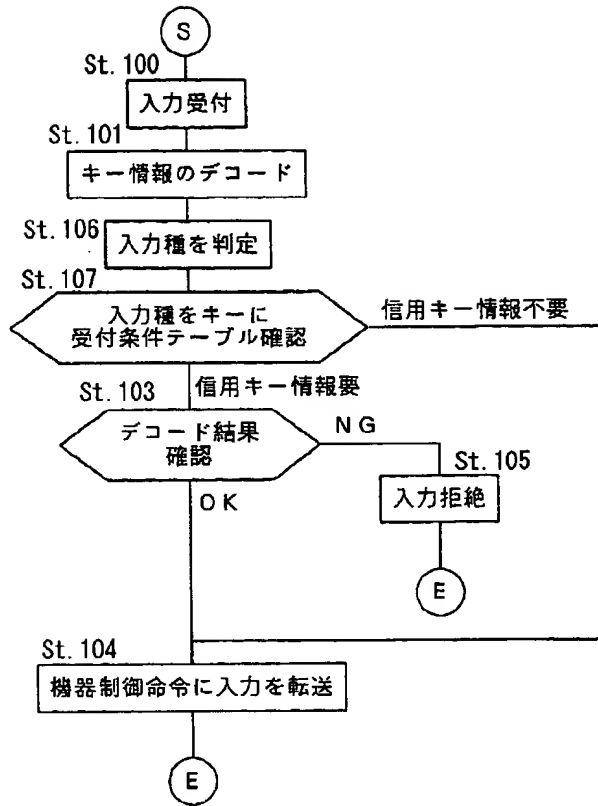 S
St.100
入力受付
St.101
キー情報のデコード
St.106
入力種を判定
St.107
入力種をキーに
受付条件テーブル確認
信用キー情報不要
信用キー情報要
St.103
デコード結果
確認
NG
St.105
入力拒絶
OK
E
St.104
機器制御命令に入力を転送
E